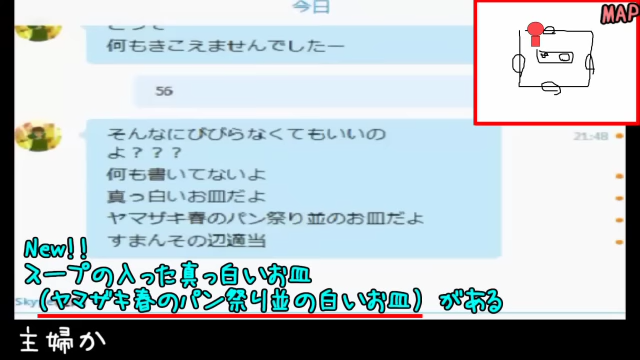 今日
MAP
とって
何もきこえませんでしたー
56
そんなにびびらなくてもいいの
よ？？？
21:48
何も書いてないよ
真っ白いお皿だよ
ヤマザキ春のパン祭り並のお皿だよ
すまんその辺適当
New!!
スープの入った真っ白いお皿
（ヤマザキ春のパン祭り並の白いお皿）がある
主婦か